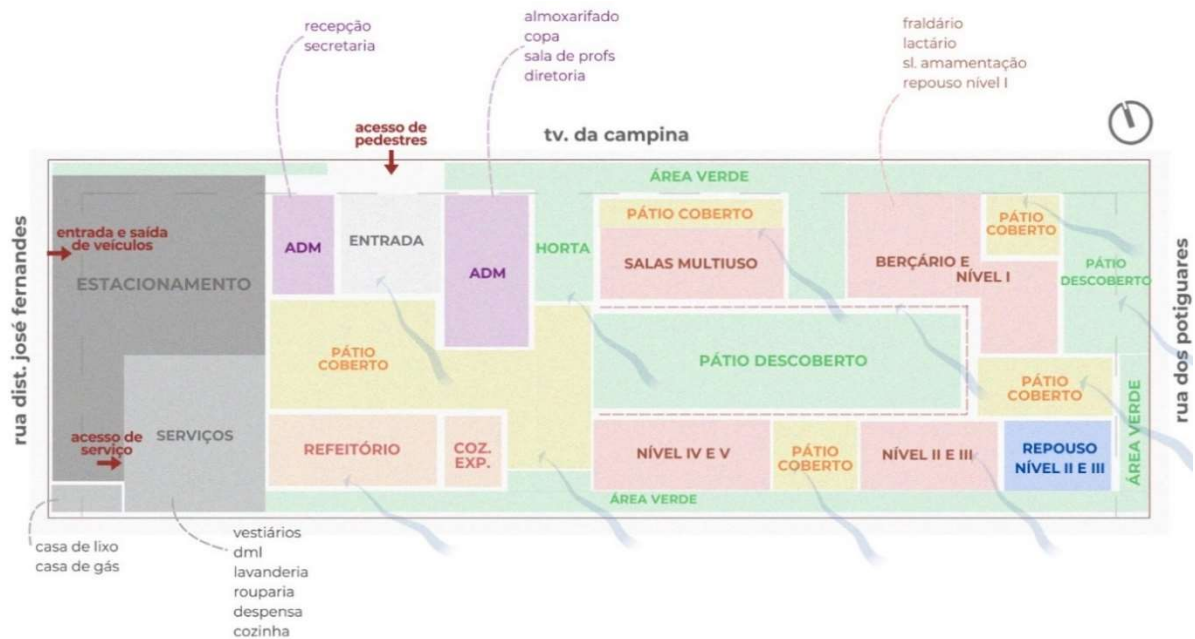 recepção
secretaria
almoxarifado
copa
sala de profs
diretoria
fraldário
lactário
sl. amamentação
repouso nível I
acesso de
pedestres
tv. da campina
rua dist. josé fernandes
rua dos potiguares
ÁREA VERDE
entrada e saída
de veículos
ESTACIONAMENTO
ADM
ENTRADA
ADM
HORTA
PÁTIO COBERTO
SALAS MULTIUSO
BERÇÁRIO E
NÍVEL I
PÁTIO
COBERTO
PÁTIO
DESCOBERTO
PÁTIO
COBERTO
PÁTIO DESCOBERTO
PÁTIO
COBERTO
acesso de
serviço
SERVIÇOS
REFEITÓRIO
COZ.
EXP.
NÍVEL IV E V
PÁTIO
COBERTO
NÍVEL II E III
REPOUSO
NÍVEL II E III
ÁREA VERDE
ÁREA VERDE
casa de lixo
casa de gás
vestiários
dml
lavanderia
rouparia
despensa
cozinha